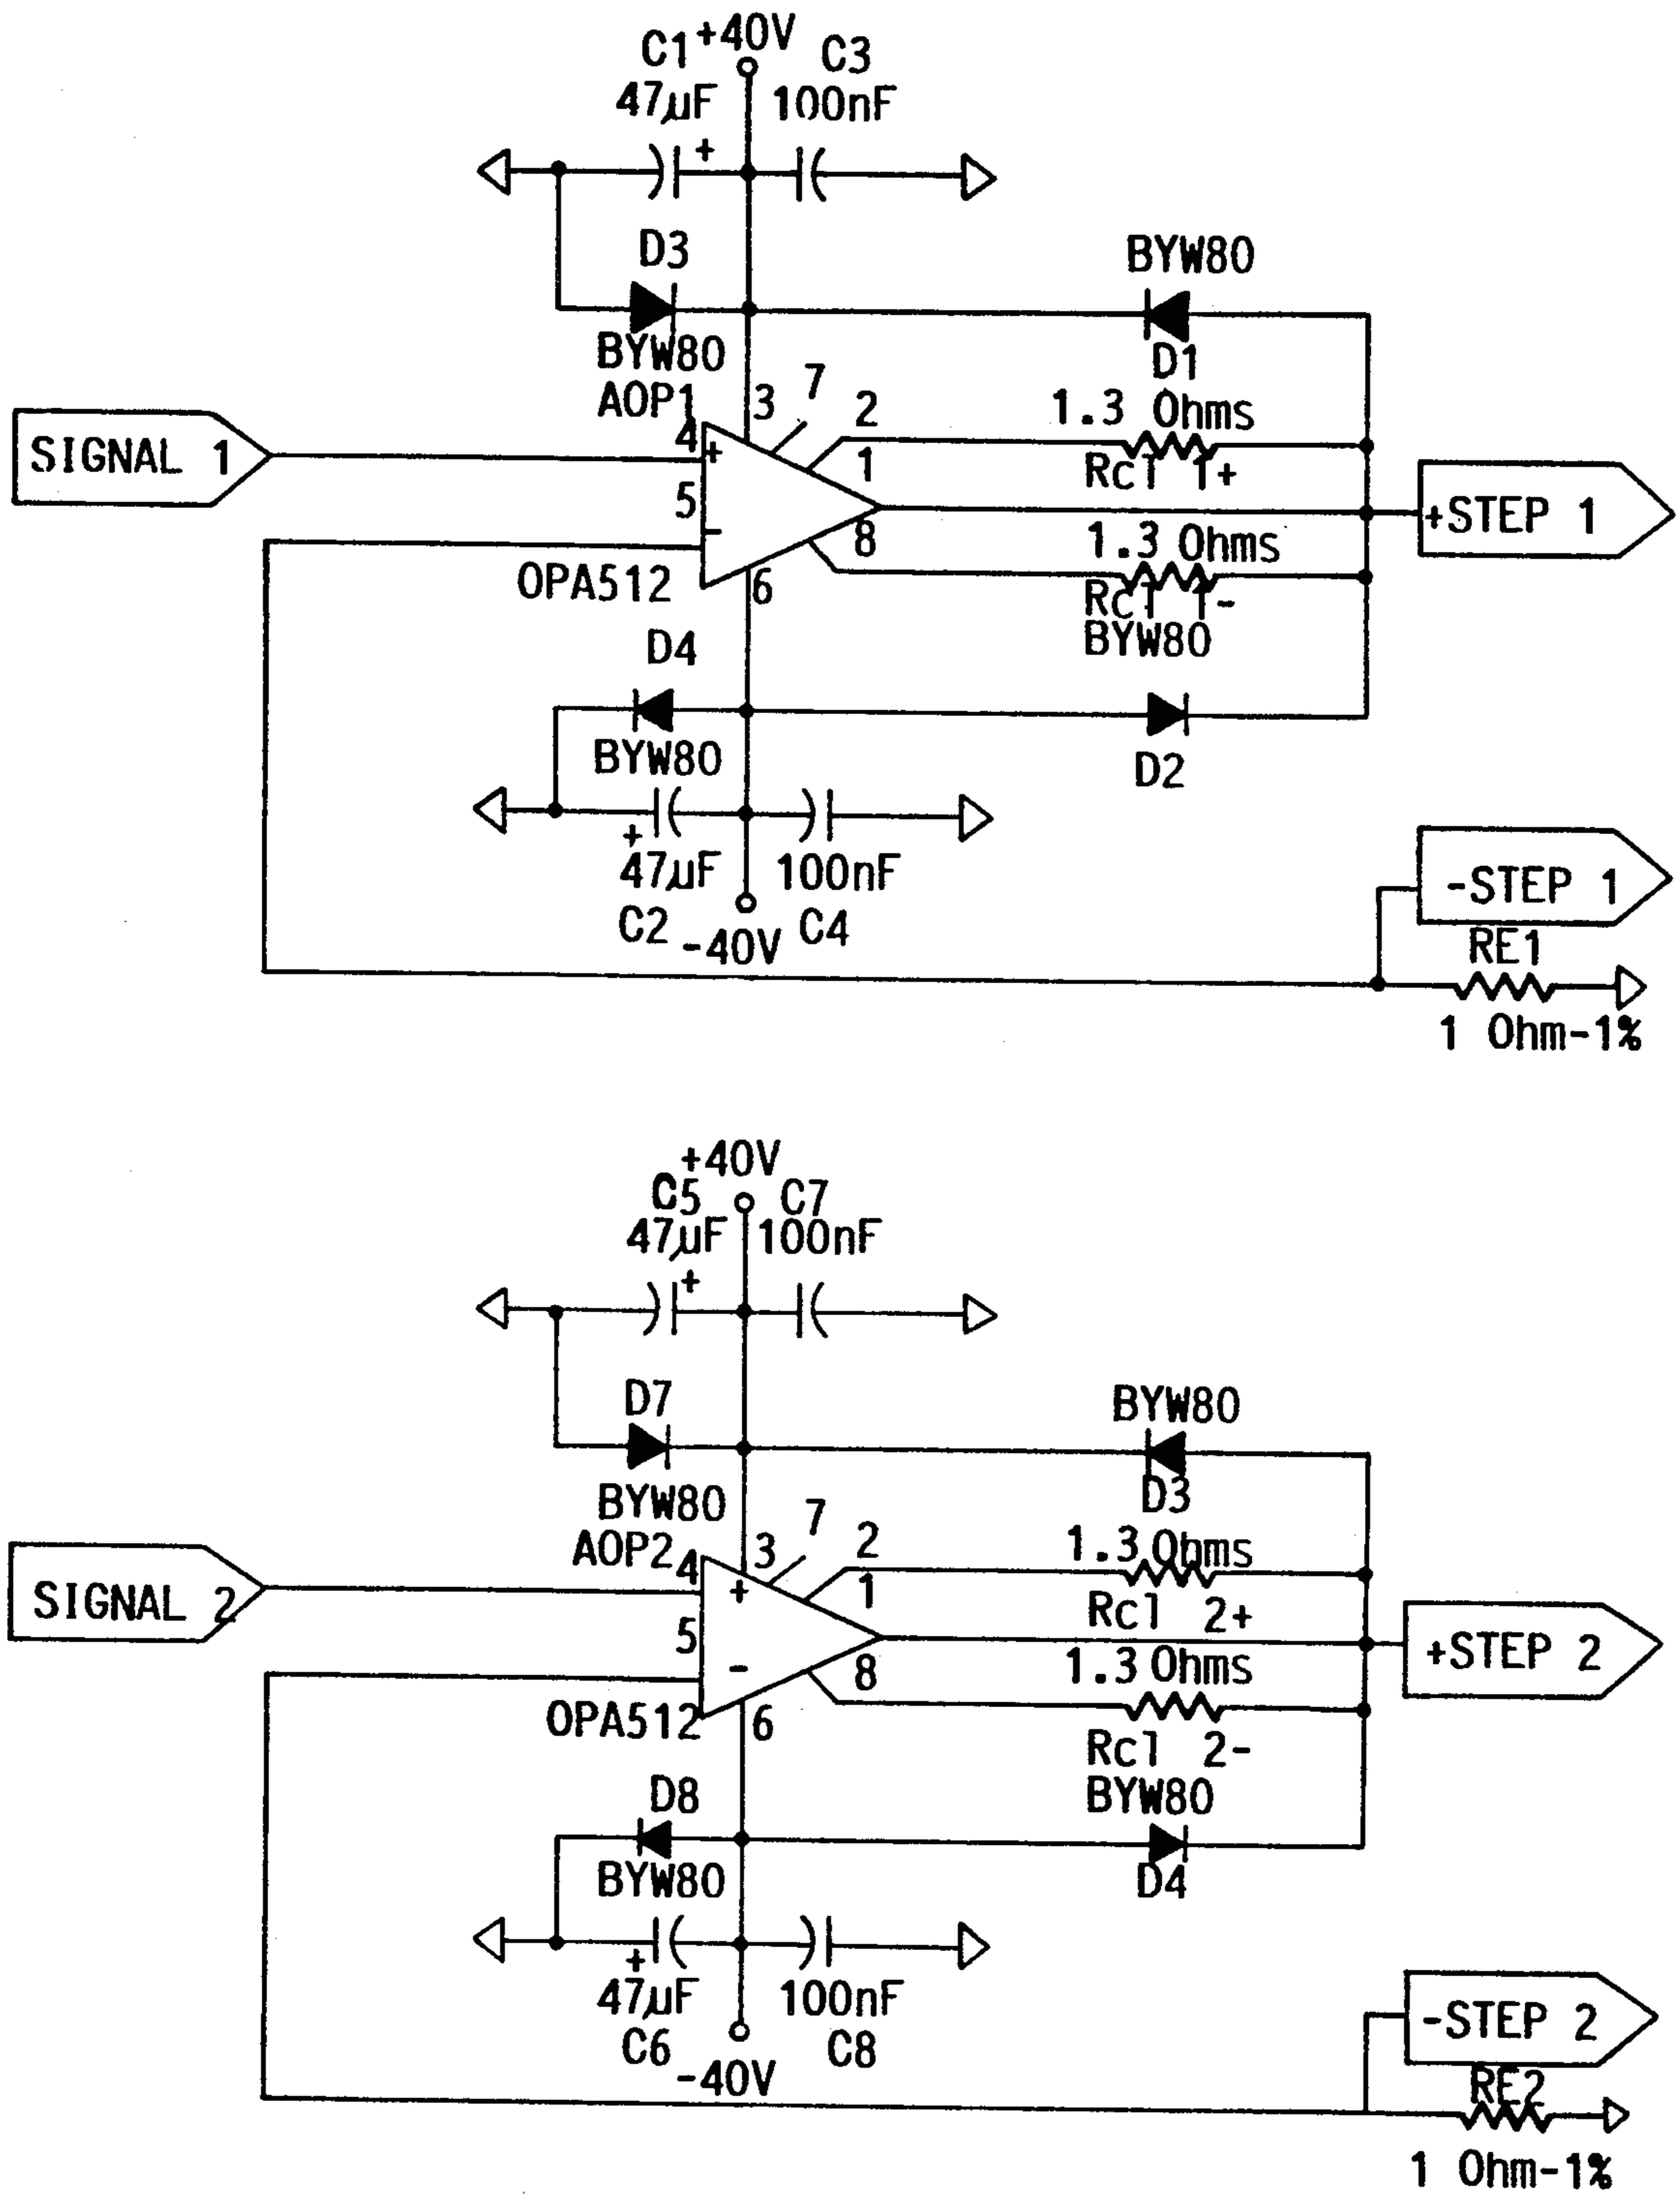 C1 +40V C3
47µF 100nF
+
D3
BYW80
BYW80
D1
AOP1
3
7
2
1.3 Ohms
SIGNAL 1
4
+
1
Rcl 1+
5
-
+STEP 1
8
1.3 Ohms
OPA512
6
Rcl 1-
BYW80
D4
BYW80
D2
+
47µF 100nF
C2 -40V C4
-STEP 1
RE1
1 Ohm-1%
+40V
C5 C7
47µF 100nF
+
D7
BYW80
BYW80
D3
AOP2
3
7
2
1.3 Ohms
SIGNAL 2
4
+
1
Rcl 2+
5
-
+STEP 2
8
1.3 Ohms
OPA512
6
Rcl 2-
BYW80
D8
BYW80
D4
+
47µF 100nF
C6 C8
-40V
-STEP 2
RE2
1 Ohm-1%